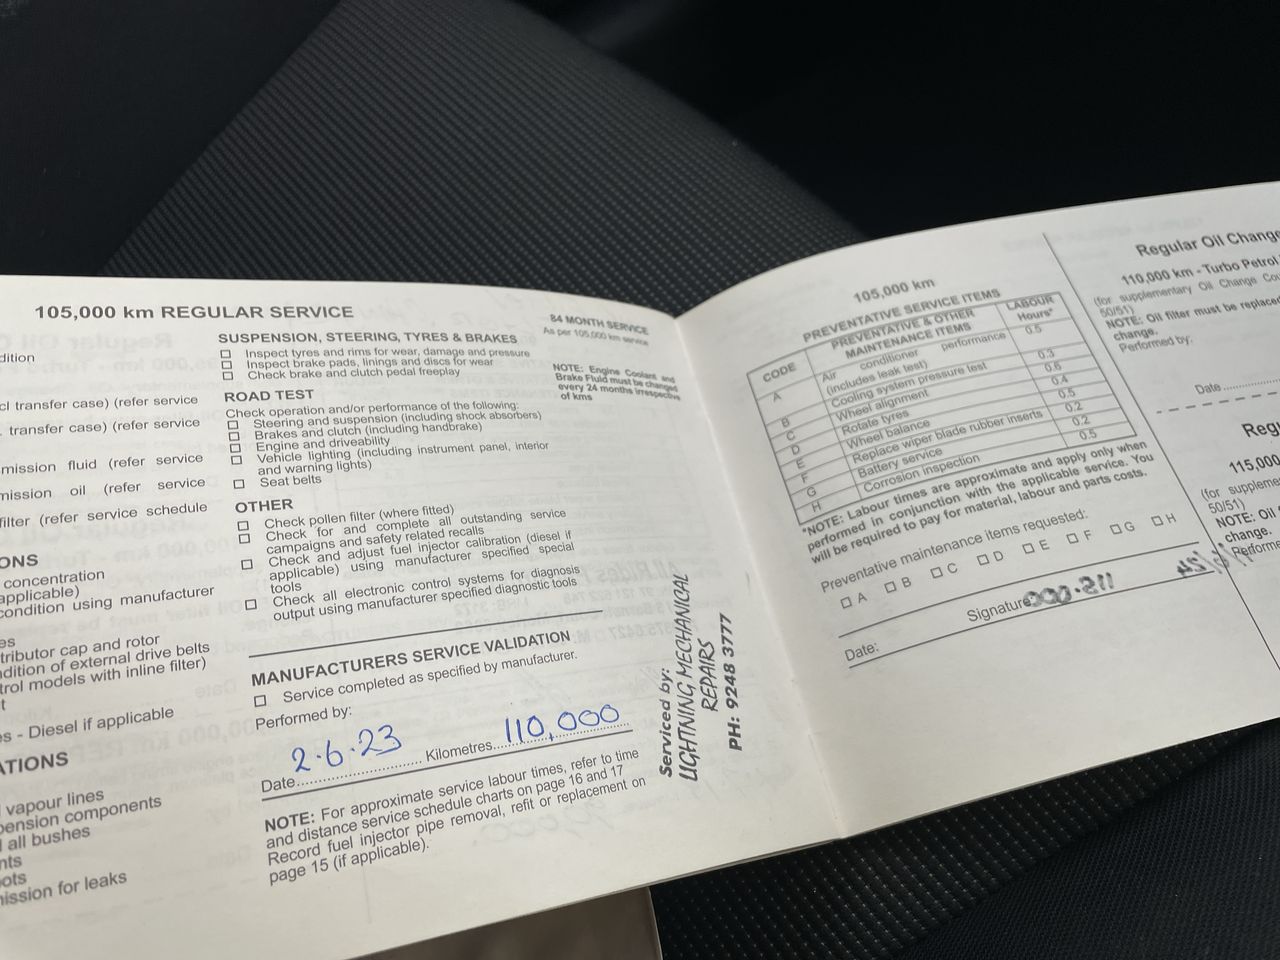 105,000 km REGULAR SERVICE
cl transfer case) (refer service
transfer case) (refer service
mission fluid (refer service
mission oil (refer service
filter (refer service schedule
ONS
concentration
applicable)
condition using manufacturer
es
tributor cap and rotor
ndition of external drive belts
trol models with inline filter)
t
es - Diesel if applicable
ATIONS
vapour lines
pension components
all bushes
nts
oots
mission for leaks
SUSPENSION, STEERING, TYRES & BRAKES
Inspect tyres and rims for wear, damage and pressure
Inspect brake pads, linings and discs for wear
Check brake and clutch pedal freeplay
ROAD TEST
Check operation and/or performance of the following:
Steering and suspension (including shock absorbers)
Brakes and clutch (including handbrake)
Engine and driveability
Vehicle lighting (including instrument panel, interior
and warning lights)
Seat belts
OTHER
Check pollen filter (where fitted)
Check for and complete all outstanding service
campaigns and safety related recalls
Check and adjust fuel injector calibration (diesel if
applicable) using manufacturer specified special
tools
Check all electronic control systems for diagnosis
output using manufacturer specified diagnostic tools
MANUFACTURERS SERVICE VALIDATION
Service completed as specified by manufacturer.
Performed by:
Date 2.6.23 Kilometres 110,000
NOTE: For approximate service labour times, refer to time
and distance service schedule charts on page 16 and 17
Record fuel injector pipe removal, refit or replacement on
page 15 (if applicable).
84 MONTH SERVICE
As per 105,000 km service
NOTE: Engine Coolant and
Brake Fluid must be changed
every 24 months irrespective
of kms
Serviced by:
LIGHTNING MECHANICAL
REPAIRS
PH: 9248 3777
105,000 km
PREVENTATIVE SERVICE ITEMS
CODE PREVENTATIVE & OTHER MAINTENANCE ITEMS LABOUR Hours*
A Air conditioner performance (includes leak test) 0.5
B Cooling system pressure test 0.3
C Wheel alignment 0.6
D Rotate tyres 0.4
E Wheel balance 0.5
F Replace wiper blade rubber inserts 0.2
G Battery service 0.2
H Corrosion inspection 0.5
*NOTE: Labour times are approximate and apply only when
performed in conjunction with the applicable service. You
will be required to pay for material, labour and parts costs.
Preventative maintenance items requested:
A B C D E F G H
Signature
Date:
Regular Oil Change
110,000 km - Turbo Petrol
(for supplementary Oil Change
50/51)
NOTE: Oil filter must be
change.
Performed by:
Date
115,000
(for
50/51)
NOTE: Oil
change.